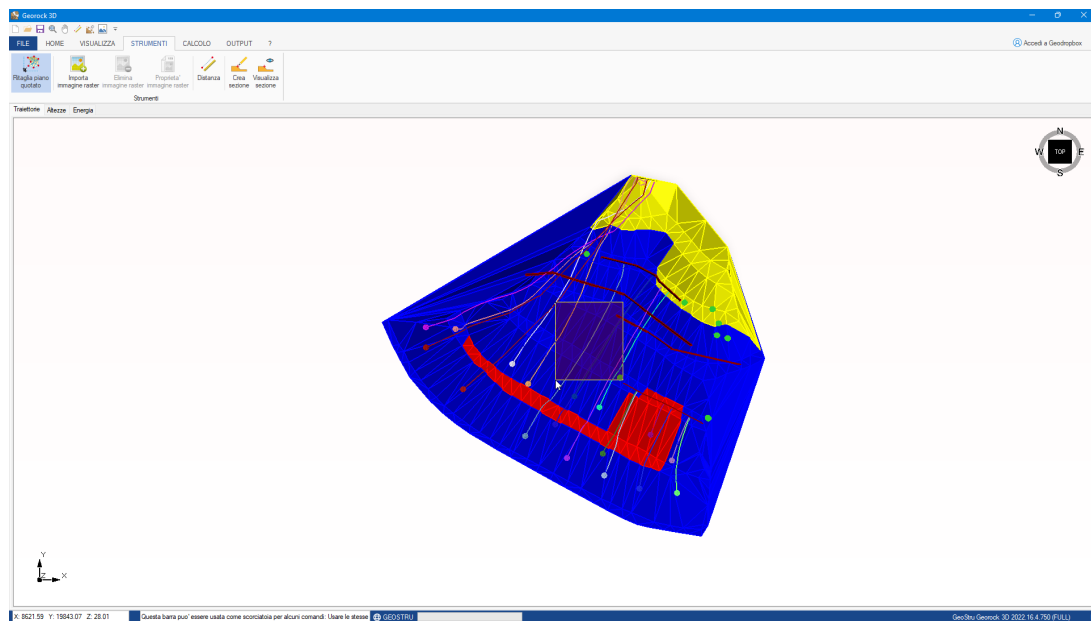 Georock 3D
FILE HOME VISUALIZZA STRUMENTI CALCOLO OUTPUT ? Accedi a Geodropbox
Ritaglia piano quotato
Importa immagine raster
Elimina immagine raster
Proprieta' immagine raster
Distanza
Crea sezione
Visualizza sezione
Strumenti
Traiettorie Altezze Energia
N
W TOP E
S
Y
Z X
X: 8621.59 Y: 19843.07 Z: 28.01 Questa barra puo' essere usata come scorciatoia per alcuni comandi: Usare le stesse GEOSTRU GeoStru Georock 3D 2022.16.4.750 (FULL)